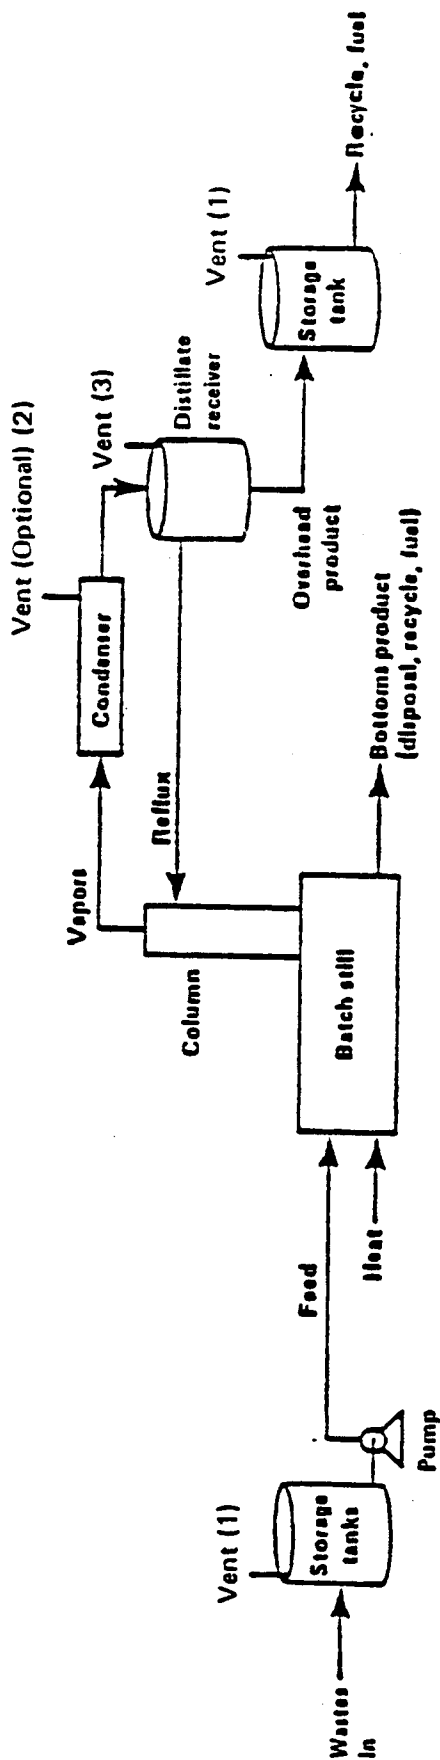 Wastes
in
Vent (1)
Storage
tanks
Pump
Feed
Heat
Batch still
Column
Vapors
Reflux
Condenser
Vent (Optional) (2)
Vent (3)
Distillate
receiver
Overhead
product
Bottoms product
(disposal, recycle, fuel)
Vent (1)
Storage
tank
Recycle, fuel